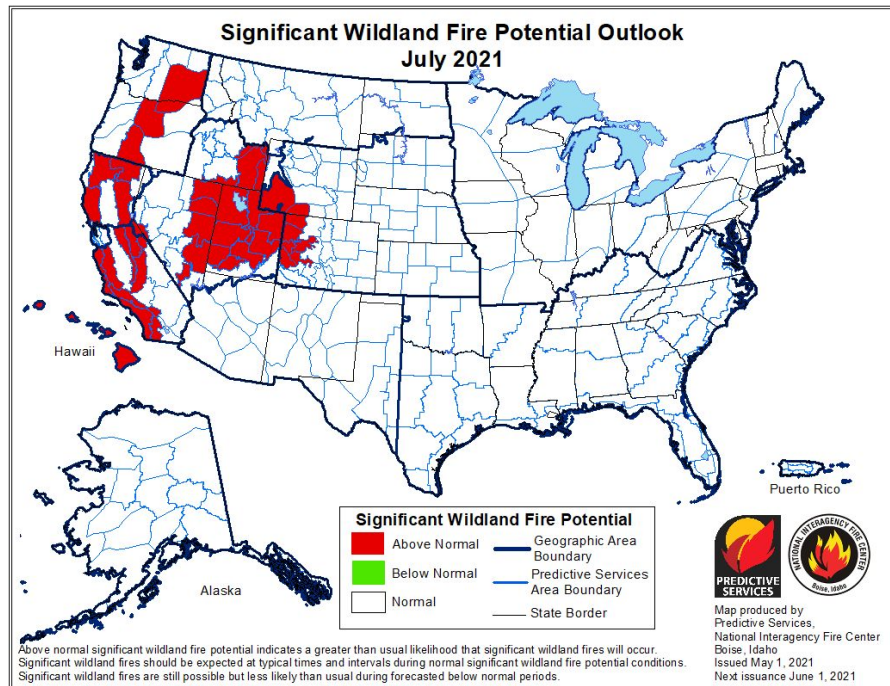 Significant Wildland Fire Potential Outlook
July 2021
Hawaii
Alaska
Puerto Rico
Significant Wildland Fire Potential
Above Normal
Below Normal
Normal
Geographic Area
Boundary
Predictive Services
Area Boundary
State Border
PREDICTIVE
SERVICES
NATIONAL INTERAGENCY FIRE CENTER
Boise, Idaho
Map produced by
Predictive Services,
National Interagency Fire Center
Boise, Idaho
Issued May 1, 2021
Next issuance June 1, 2021
Above normal significant wildland fire potential indicates a greater than usual likelihood that significant wildland fires will occur.
Significant wildland fires should be expected at typical times and intervals during normal significant wildland fire potential conditions.
Significant wildland fires are still possible but less likely than usual during forecasted below normal periods.